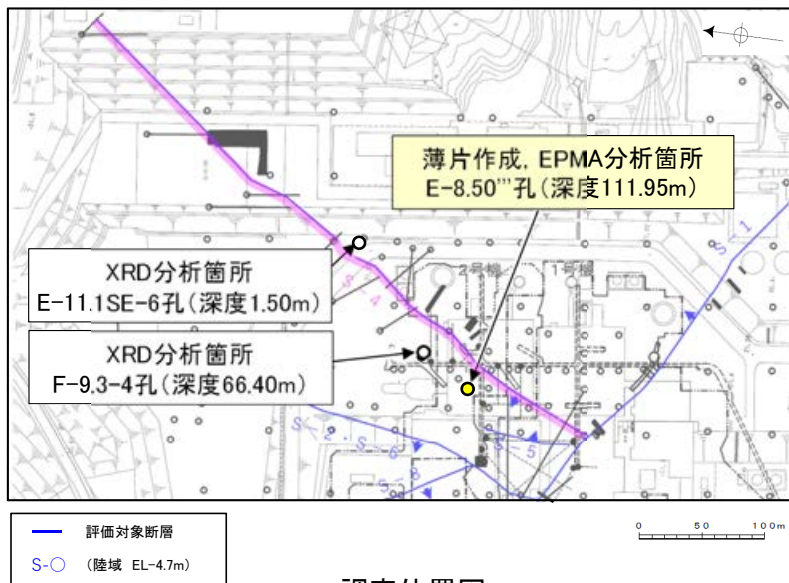 薄片作成，EPMA分析箇所
E-8.50'''孔(深度111.95m)
XRD分析箇所
E-11.1SE-6孔(深度1.50m)
S-4
2号機
1号機
S-1
XRD分析箇所
F-9.3-4孔(深度66.40m)
S-2・S-6
S-5
S-8
評価対象断層
S-○ (陸域 EL-4.7m)
0 50 100m